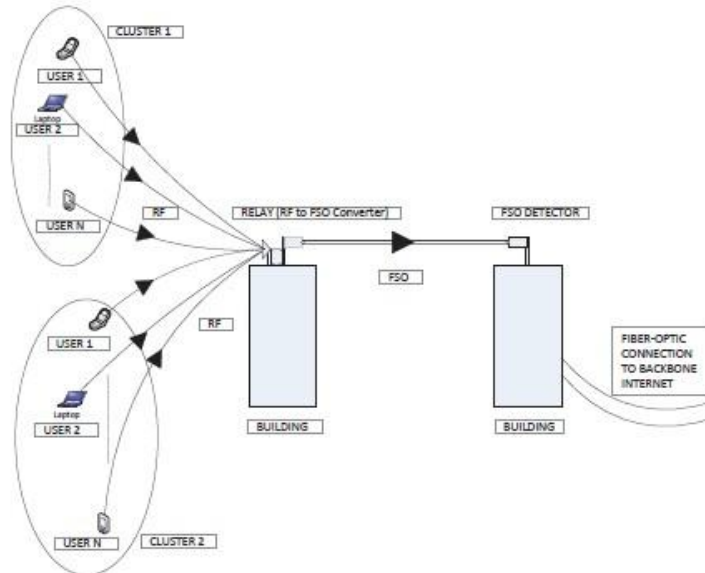 CLUSTER 1
USER 1
Laptop
USER 2
USER N
RF
RELAY (RF to FSO Converter)
FSO DETECTOR
FSO
RF
USER 1
Laptop
USER 2
USER N
CLUSTER 2
BUILDING
BUILDING
FIBER-OPTIC
CONNECTION
TO BACKBONE
INTERNET